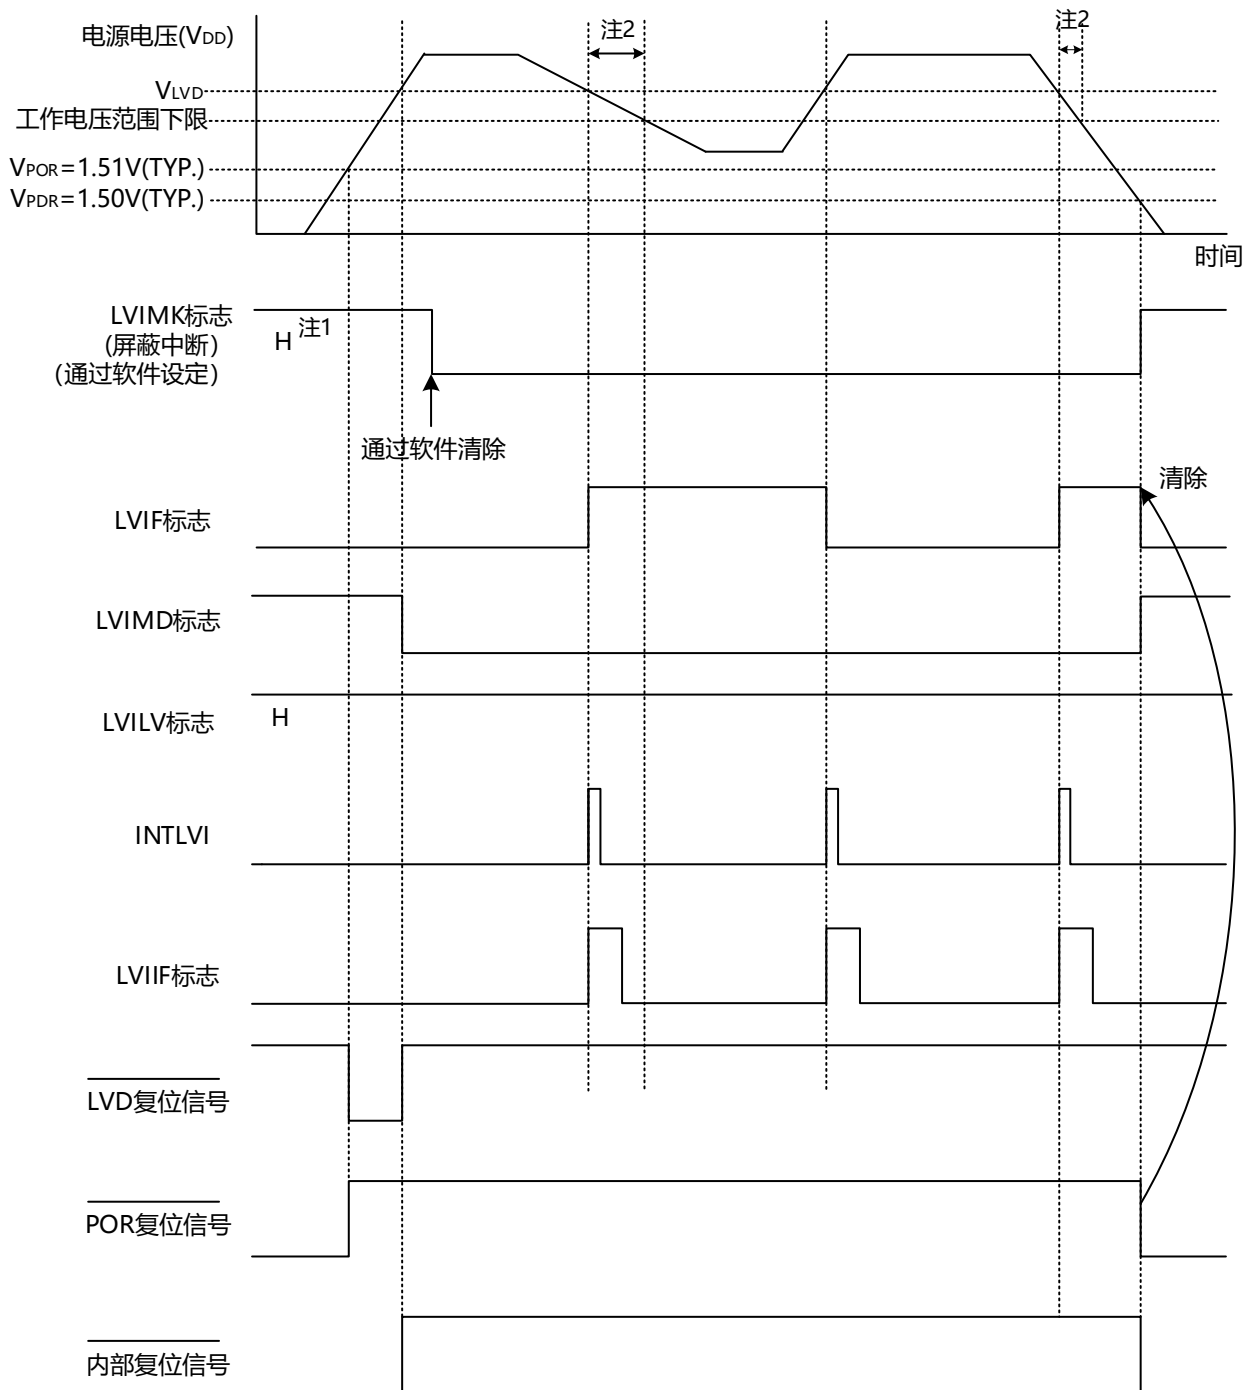 电源电压(VDD)
注2
注2
VLVD
工作电压范围下限
VPOR=1.51V(TYP.)
VPDR=1.50V(TYP.)
时间
LVIMK标志
(屏蔽中断)
(通过软件设定)
H 注1
通过软件清除
清除
LVIF标志
LVIMD标志
LVILV标志
H
INTLVI
LVIIF标志
LVD复位信号
POR复位信号
内部复位信号